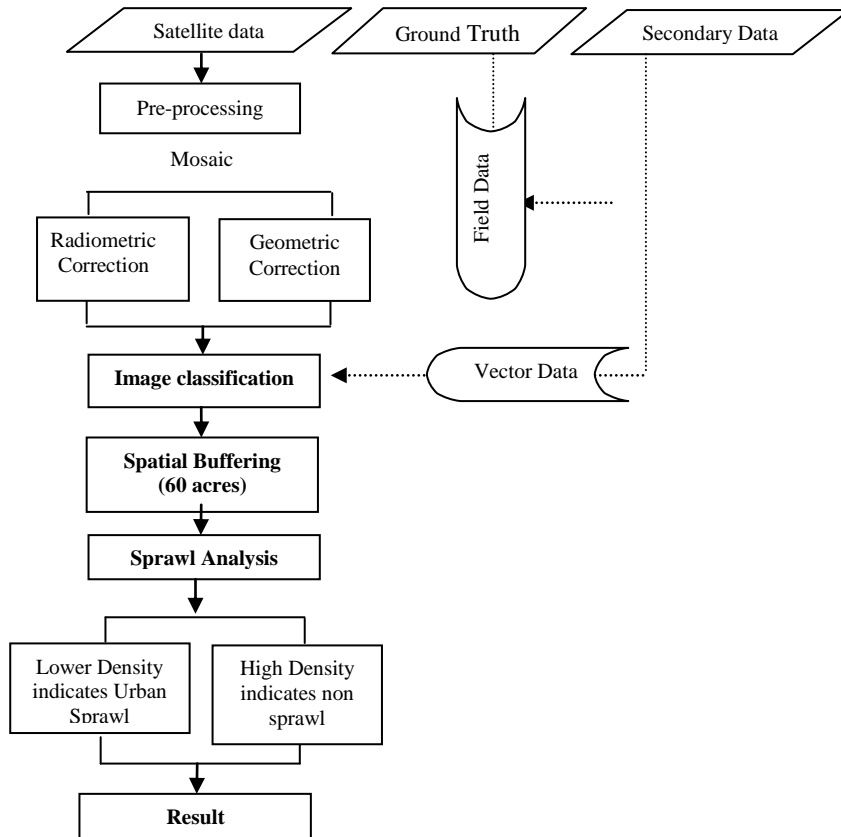 Satellite data
Ground Truth
Secondary Data
Pre-processing
Mosaic
Radiometric
Correction
Geometric
Correction
Field Data
Image classification
Vector Data
Spatial Buffering
(60 acres)
Sprawl Analysis
Lower Density
indicates Urban
Sprawl
High Density
indicates non
sprawl
Result